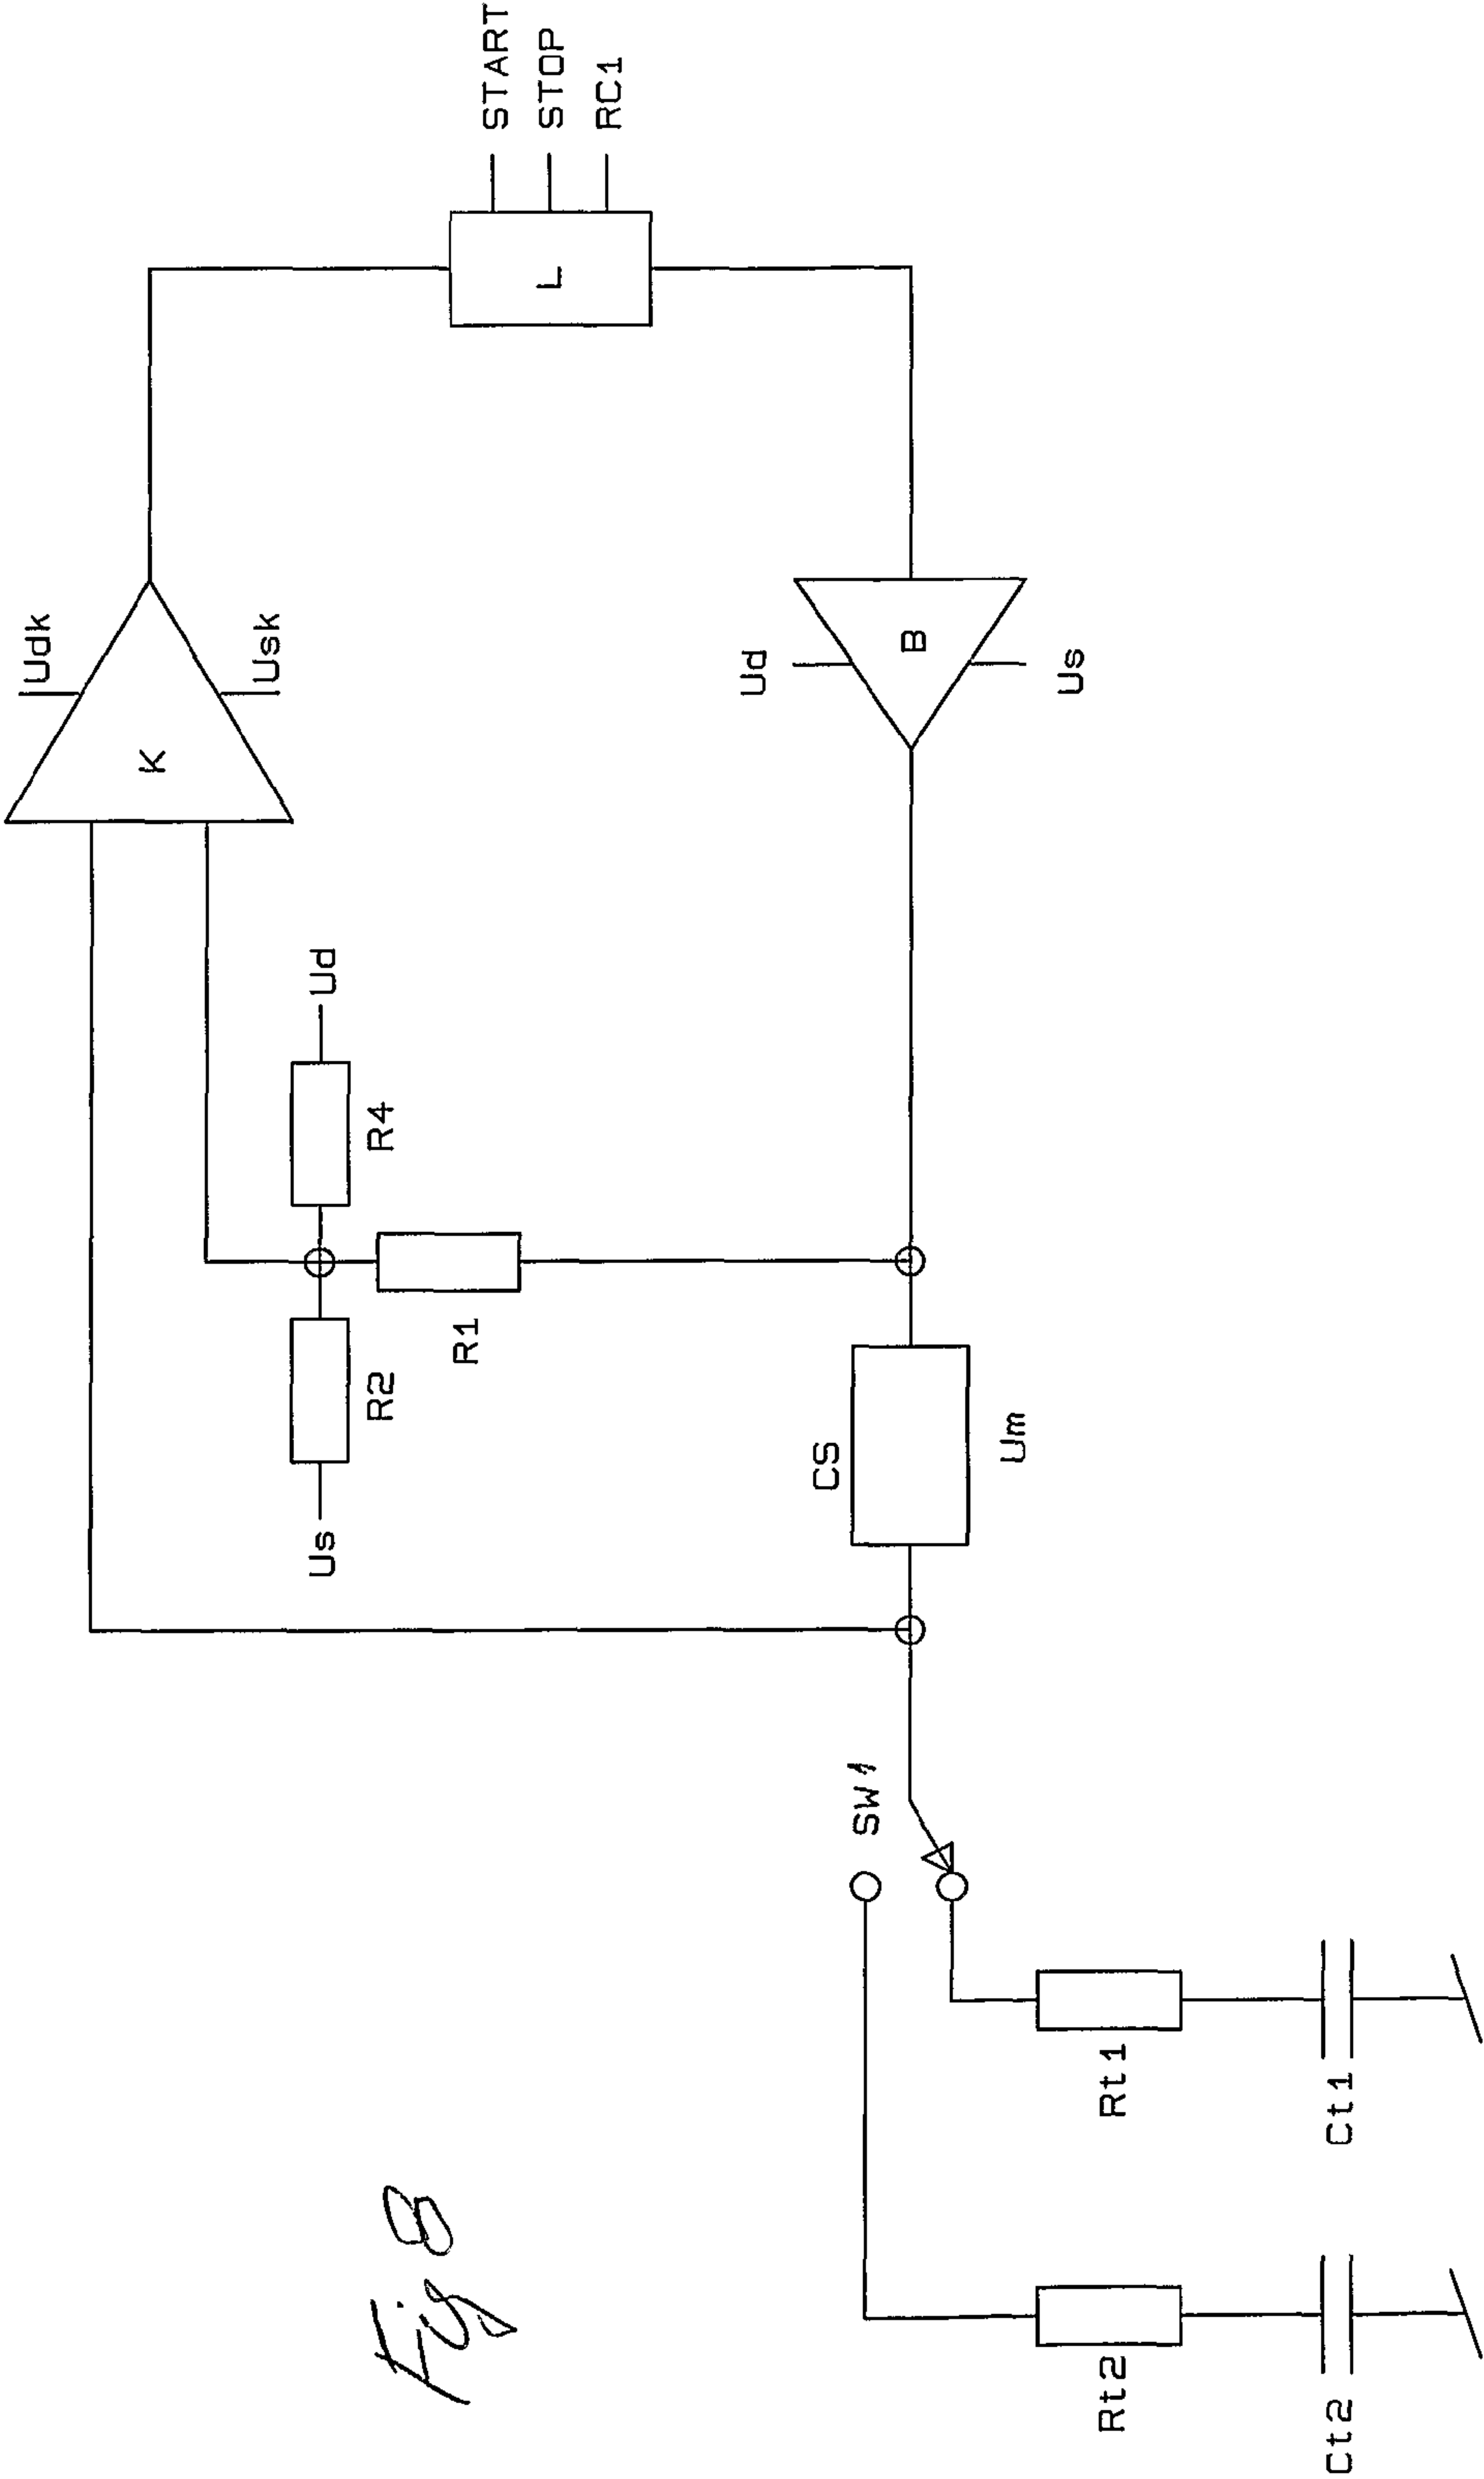 START
STOP
RC1
L
Udk
K
Usk
Ud
B
Us
Ud
R4
R2
R1
Us
CS
Um
SW1
Rt1
Ct1
Rt2
Ct2
Fig 8